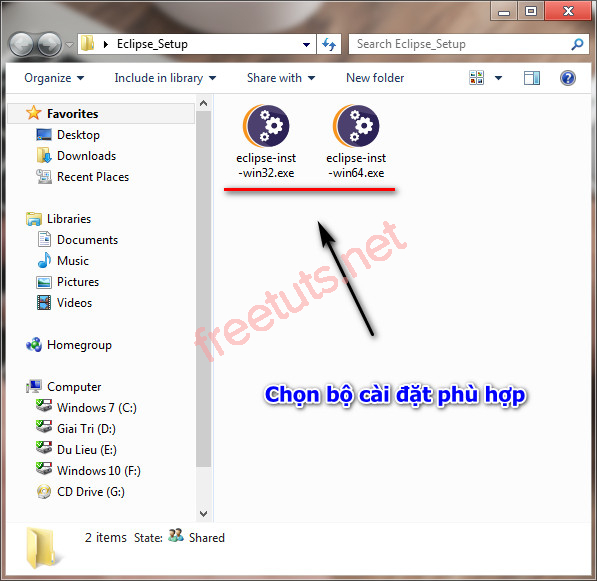 Eclipse_Setup
Search Eclipse_Setup
Organize
Include in library
Share with
New folder
Favorites
Desktop
Downloads
Recent Places
Libraries
Documents
Music
Pictures
Videos
Homegroup
Computer
Windows 7 (C:)
Giai Tri (D:)
Du Lieu (E:)
Windows 10 (F:)
CD Drive (G:)
eclipse-inst
-win32.exe
eclipse-inst
-win64.exe
freetuts.net
Chọn bộ cài đặt phù hợp
2 items State: Shared